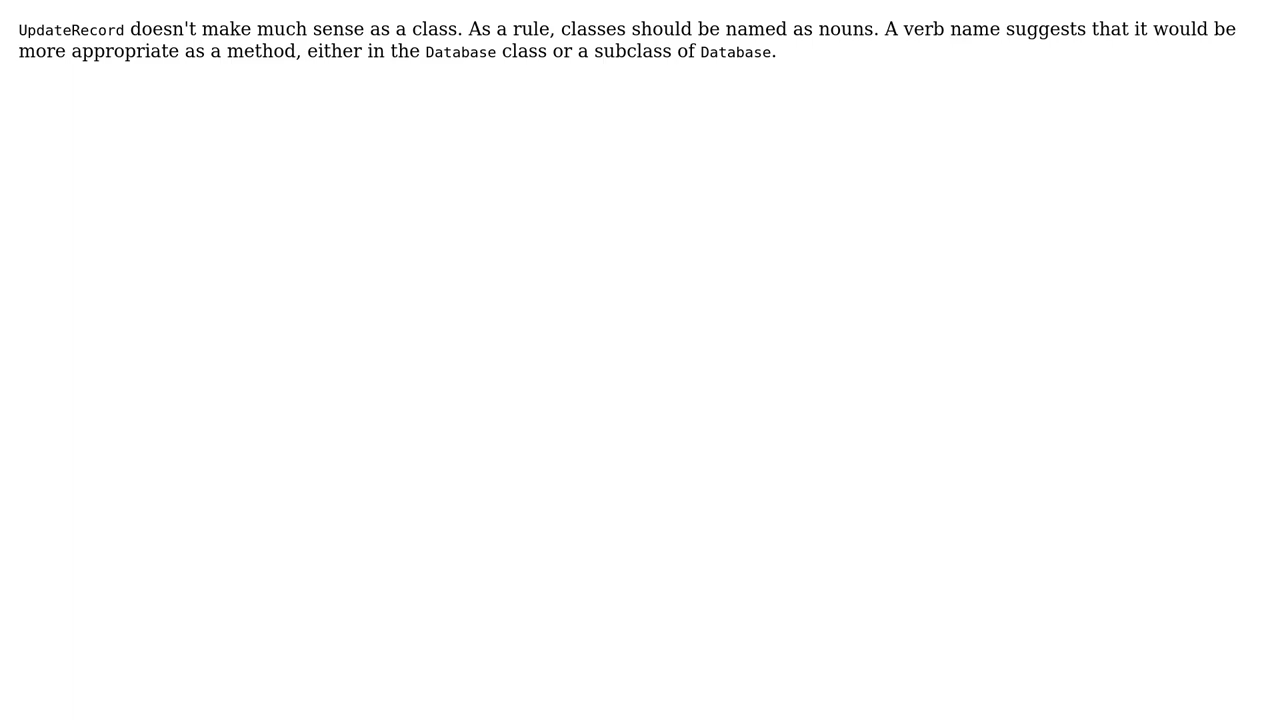 UpdateRecord doesn't make much sense as a class. As a rule, classes should be named as nouns. A verb name suggests that it would be
more appropriate as a method, either in the Database class or a subclass of Database.